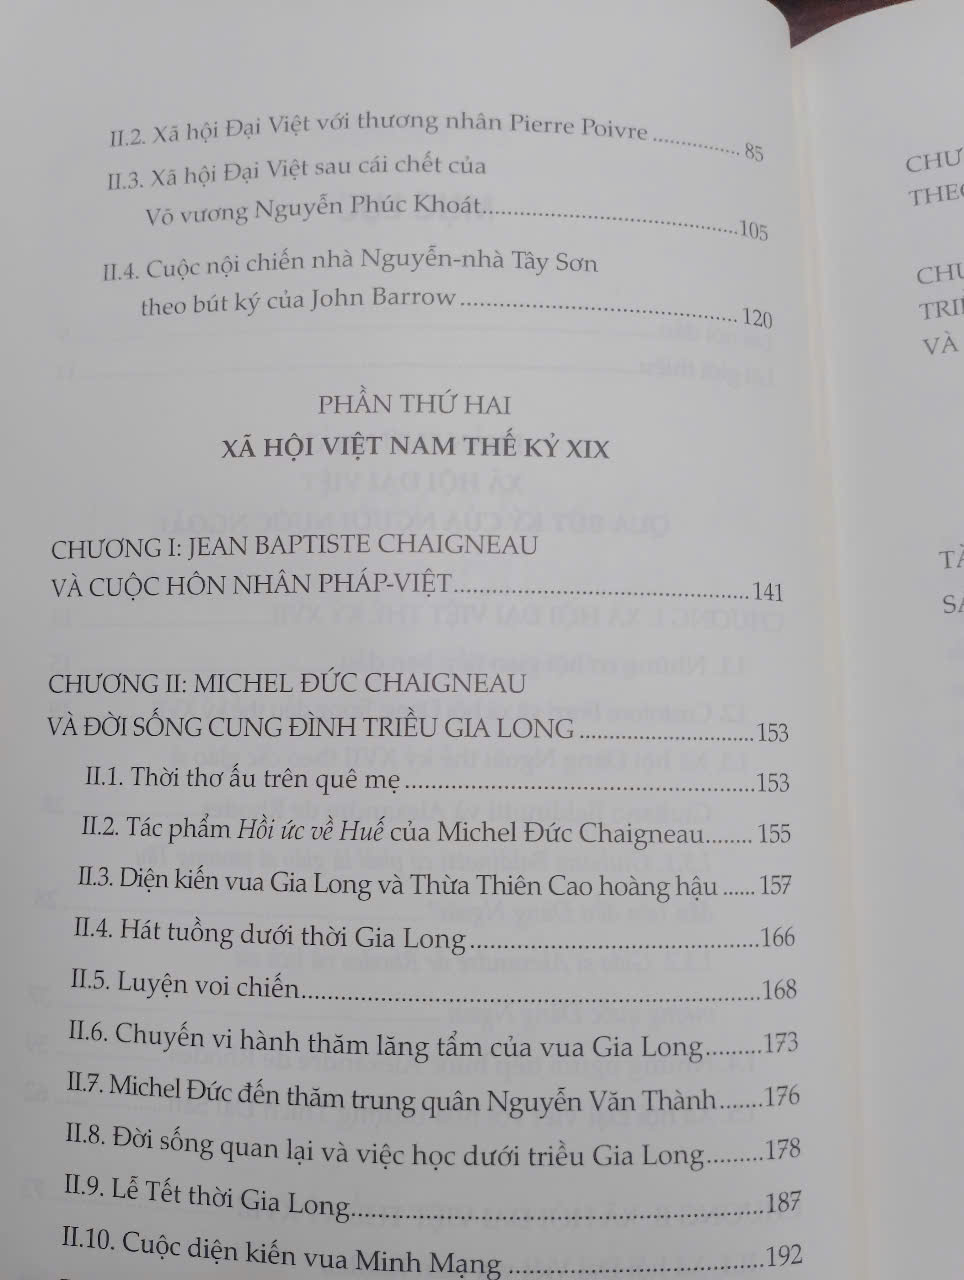 II.2. Xã hội Đại Việt với thương nhân Pierre Poivre ............... 85
II.3. Xã hội Đại Việt sau cái chết của
Võ vương Nguyễn Phúc Khoát............................................105
II.4. Cuộc nội chiến nhà Nguyễn-nhà Tây Sơn
theo bút ký của John Barrow................................................ 120
PHẦN THỨ HAI
XÃ HỘI VIỆT NAM THẾ KỶ XIX
CHƯƠNG I: JEAN BAPTISTE CHAIGNEAU
VÀ CUỘC HÔN NHÂN PHÁP-VIỆT................................................141
CHƯƠNG II: MICHEL ĐỨC CHAIGNEAU
VÀ ĐỜI SỐNG CUNG ĐÌNH TRIỀU GIA LONG ............................153
II.1. Thời thơ ấu trên quê mẹ ......................................................153
II.2. Tác phẩm Hồi ức về Huế của Michel Đức Chaigneau........ 155
II.3. Diện kiến vua Gia Long và Thừa Thiên Cao hoàng hậu ...... 157
II.4. Hát tuồng dưới thời Gia Long...............................................166
II.5. Luyện voi chiến.......................................................................168
II.6. Chuyến vi hành thăm lăng tẩm của vua Gia Long.........173
II.7. Michel Đức đến thăm trung quân Nguyễn Văn Thành.......176
II.8. Đời sống quan lại và việc học dưới triều Gia Long.........178
II.9. Lễ Tết thời Gia Long...............................................................187
II.10. Cuộc diện kiến vua Minh Mạng .......................................192